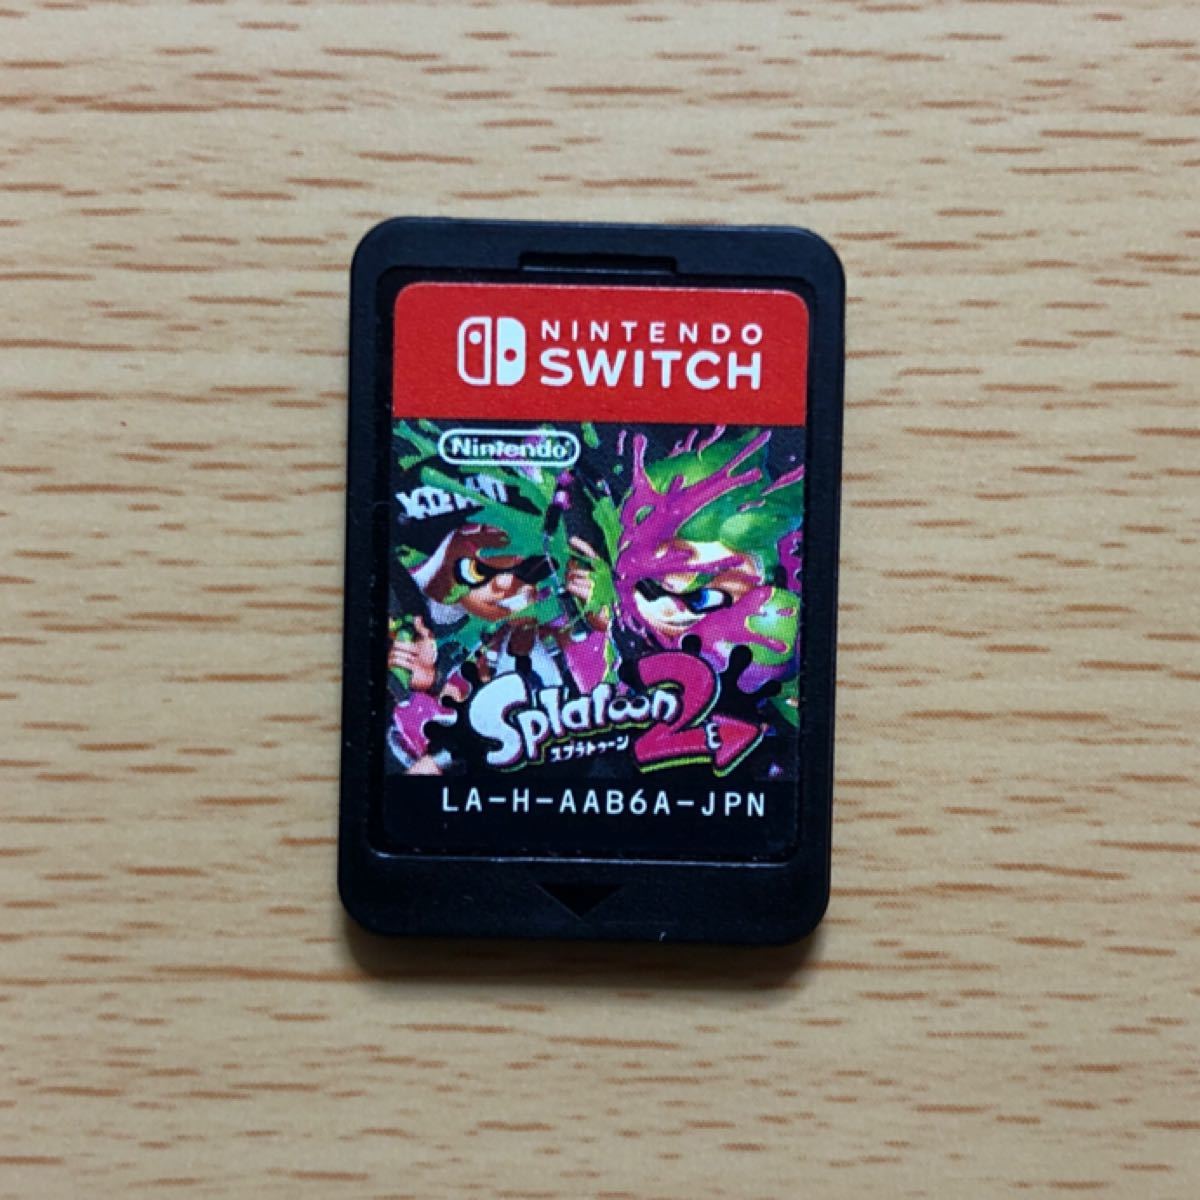 NINTENDO
SWITCH
Nintendo
Splatoon 2
スプラトゥーン
LA-H-AAB6A-JPN